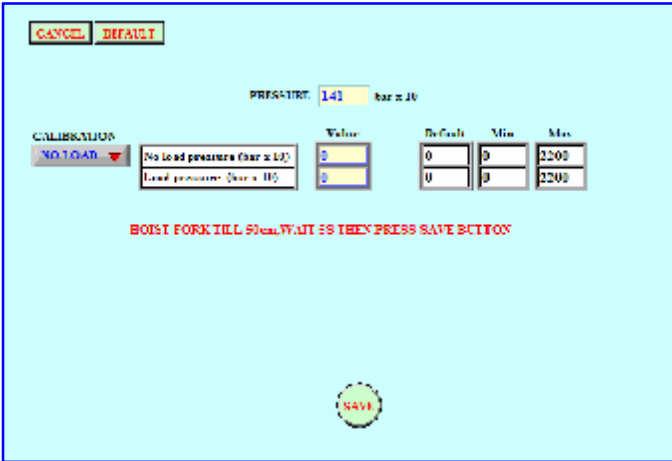 CANCEL DEFAULT
PRESSURE 141 bar x 10
CALIBRATION Value Default Min Max
NO LOAD No load pressure (bar x 10) 0 0 0 2200
Load pressure (bar x 10) 0 0 0 2200
HOIST FORK TILL 50cm,WAIT 5S THEN PRESS SAVE BUTTON
SAVE